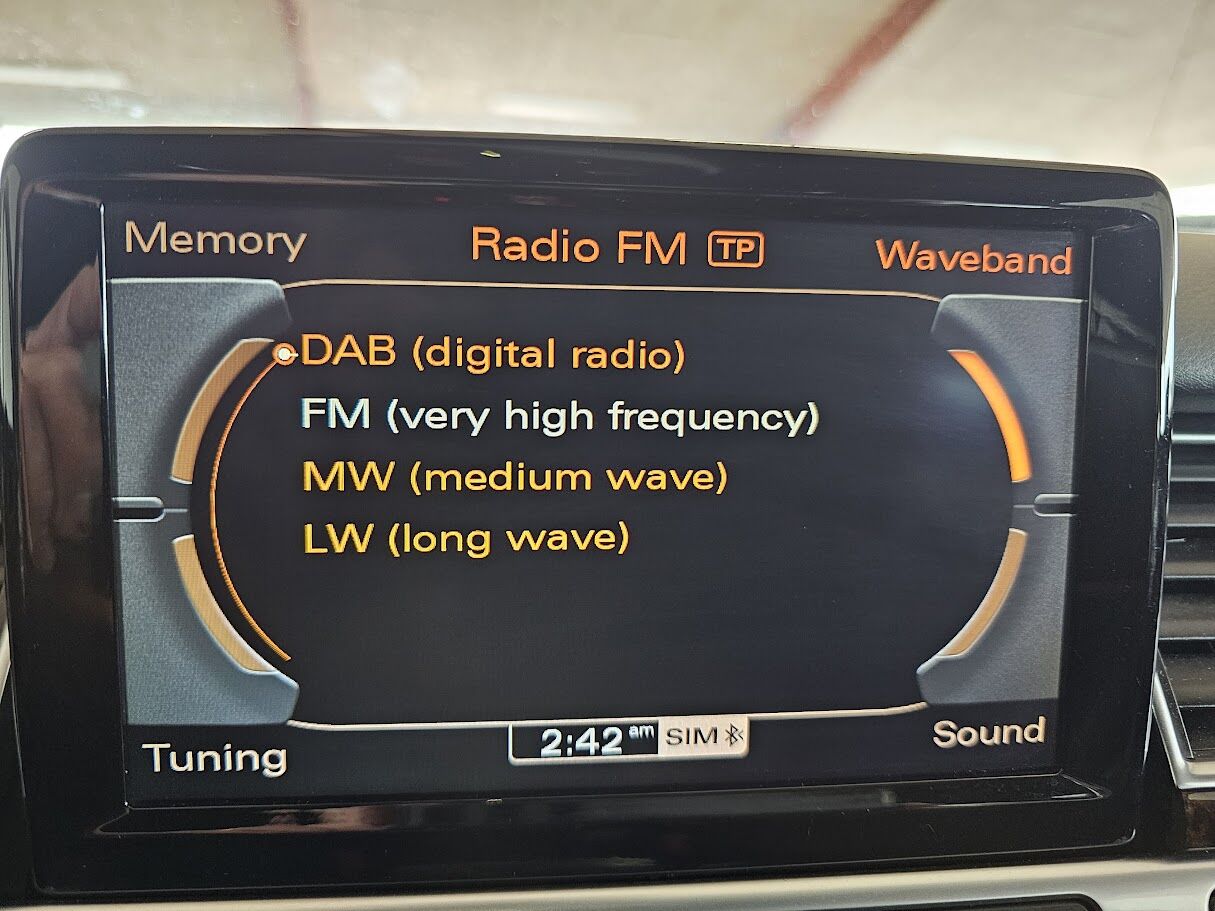 Memory
Radio FM TP
Waveband
DAB (digital radio)
FM (very high frequency)
MW (medium wave)
LW (long wave)
Tuning
2:42 am SIM
Sound